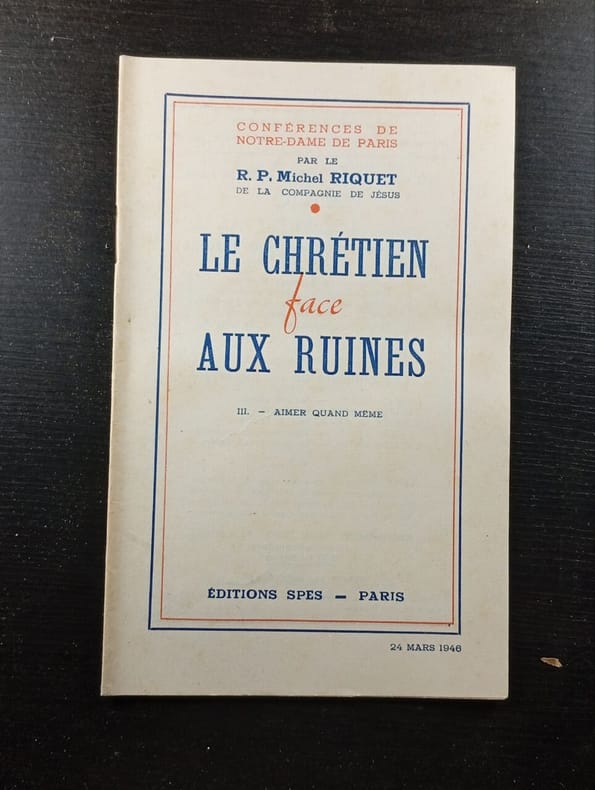 CONFÉRENCES DE
NOTRE-DAME DE PARIS
PAR LE
R. P. Michel RIQUET
DE LA COMPAGNIE DE JÉSUS
LE CHRÉTIEN
face
AUX RUINES
III. – AIMER QUAND MÊME
ÉDITIONS SPES – PARIS
24 MARS 1946